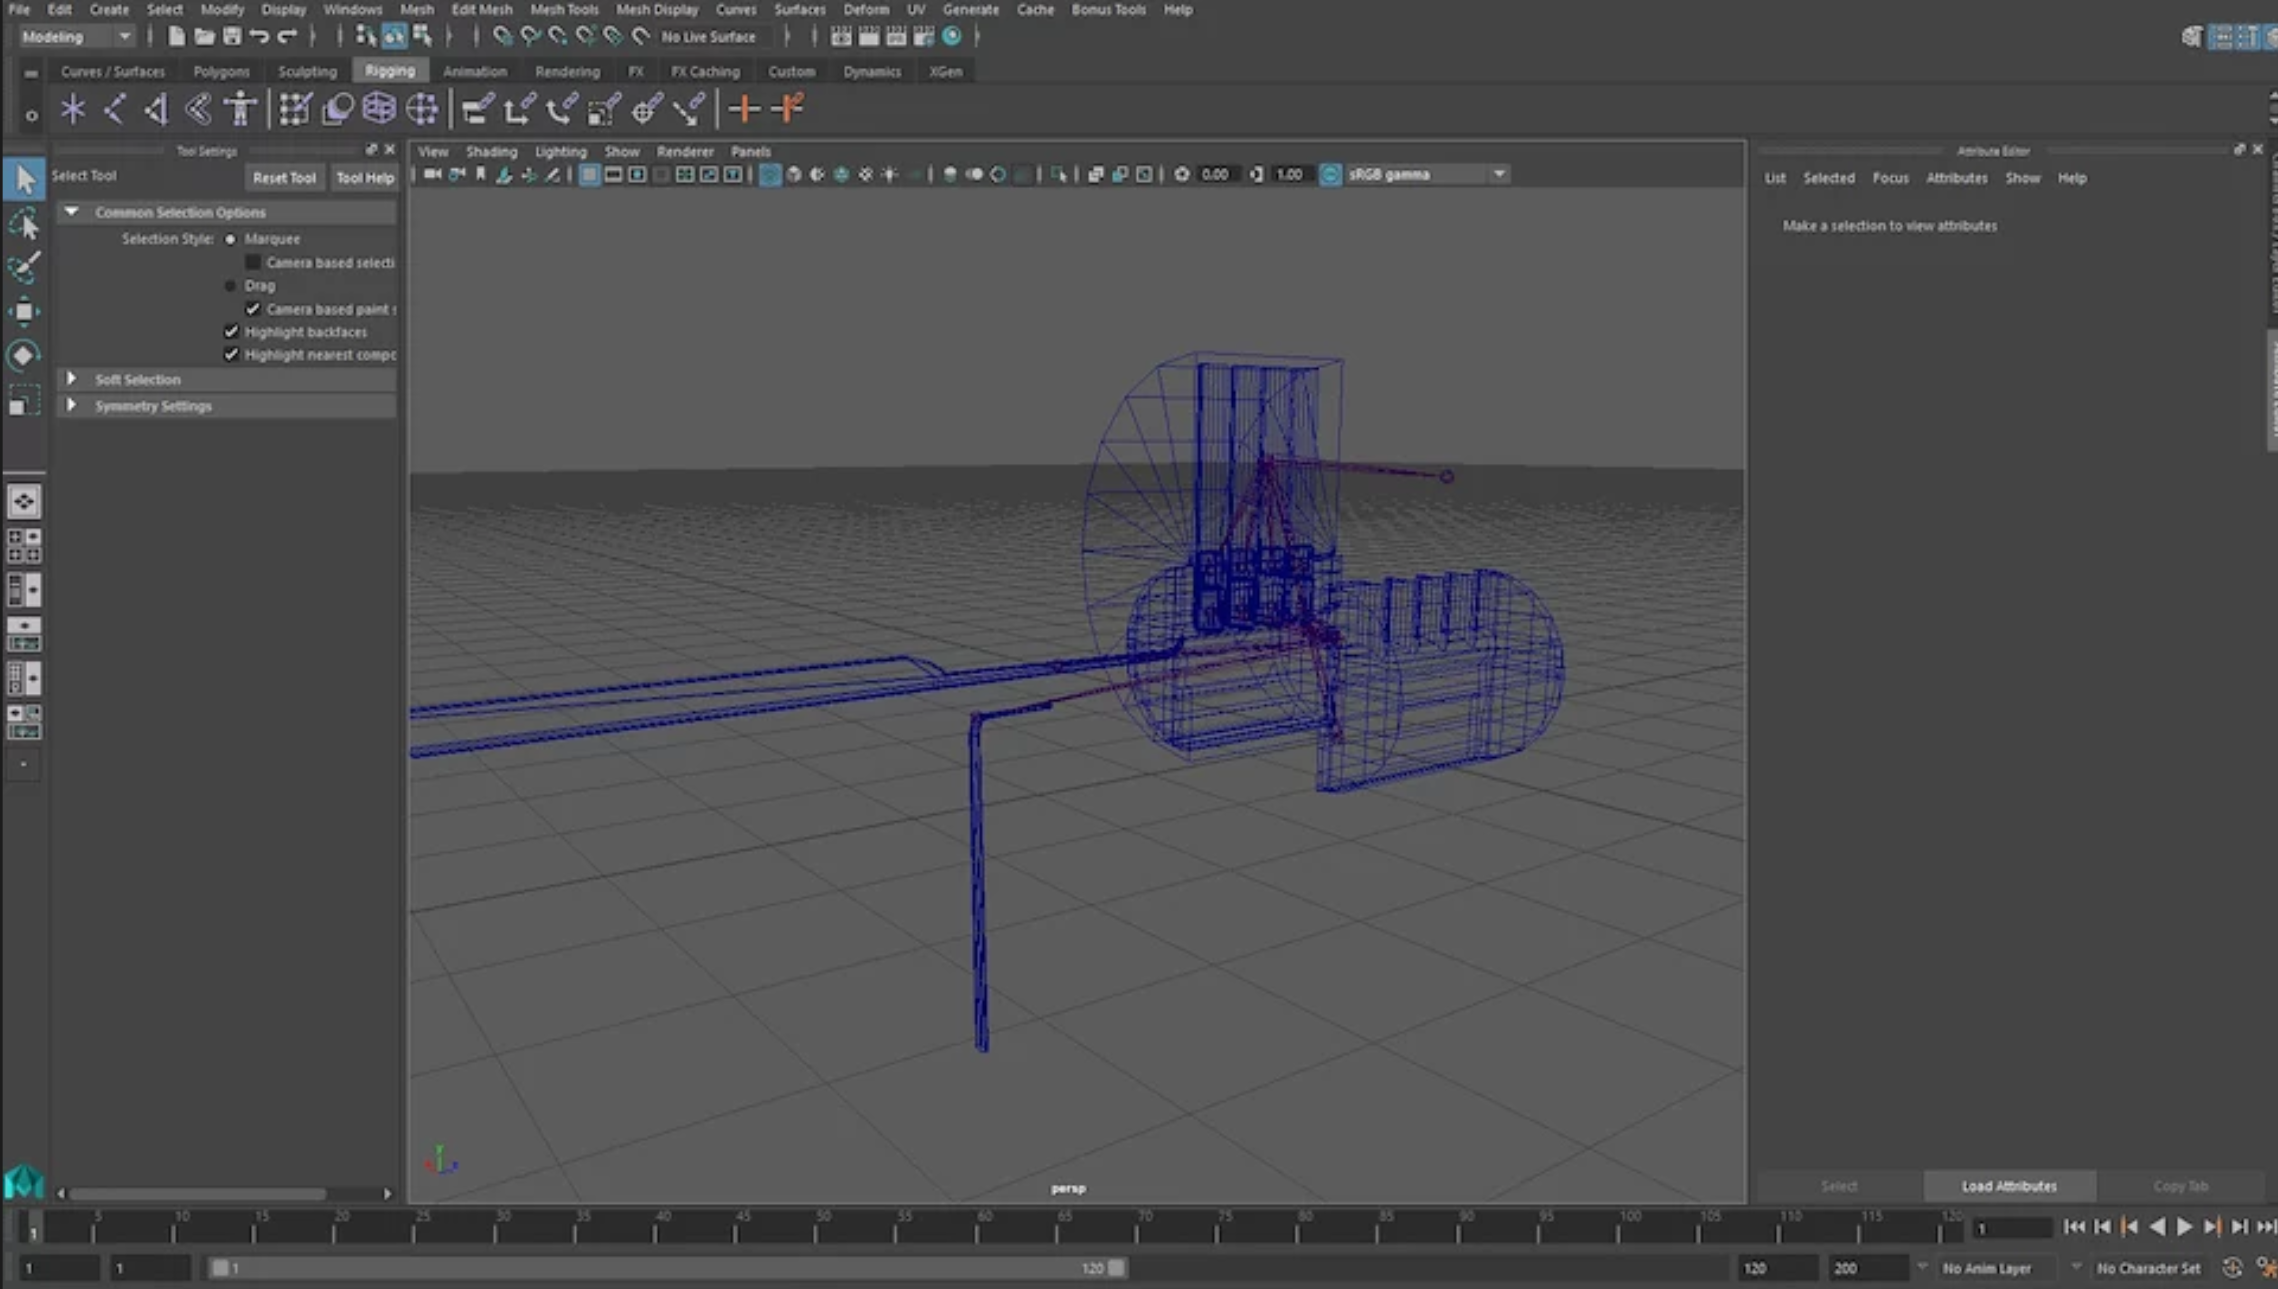 File Edit Create Select Modify Display Windows Mesh Edit Mesh Mesh Tools Mesh Display Curves Surfaces Deform UV Generate Cache Bonus Tools Help
Modeling No Live Surface
Curves / Surfaces Polygons Sculpting Rigging Animation Rendering FX FX Caching Custom Dynamics XGen
Tool Settings
Select Tool Reset Tool Tool Help
Common Selection Options
Selection Style: Marquee
Camera based selecti
Drag
Camera based paint s
Highlight backfaces
Highlight nearest compo
Soft Selection
Symmetry Settings
View Shading Lighting Show Renderer Panels
0.00 1.00 sRGB gamma
persp
Attribute Editor
List Selected Focus Attributes Show Help
Make a selection to view attributes
Select Load Attributes Copy Tab
1 5 10 15 20 25 30 35 40 45 50 55 60 65 70 75 80 85 90 95 100 105 110 115 120 1
1 1 1 120 120 200 No Anim Layer No Character Set